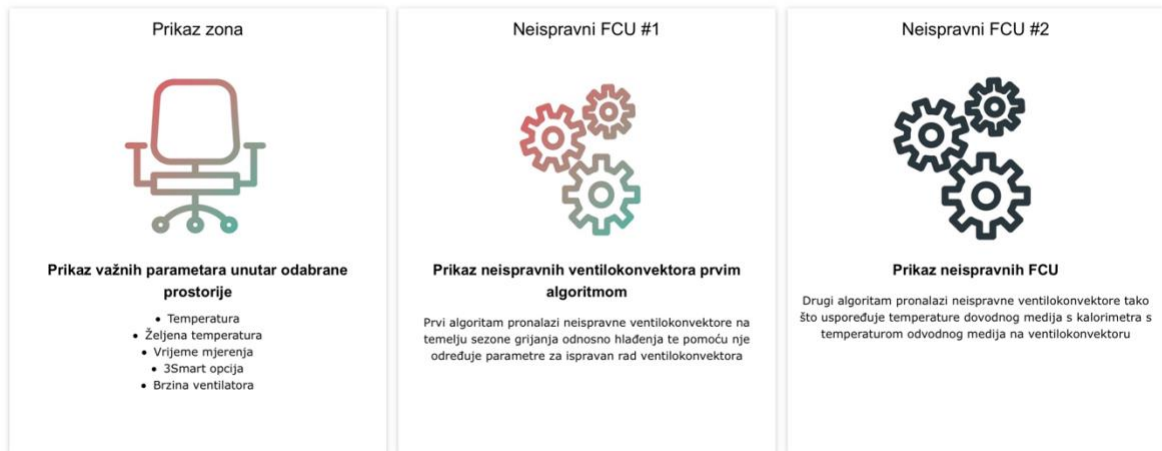 Prikaz zona
Prikaz važnih parametara unutar odabrane
prostorije
• Temperatura
• Željena temperatura
• Vrijeme mjerenja
• 3Smart opcija
• Brzina ventilatora
Neispravni FCU #1
Prikaz neispravnih ventilokonvektora prvim
algoritmom
Prvi algoritam pronalazi neispravne ventilokonvektore na
temelju sezone grijanja odnosno hlađenja te pomoću nje
određuje parametre za ispravan rad ventilokonvektora
Neispravni FCU #2
Prikaz neispravnih FCU
Drugi algoritam pronalazi neispravne ventilokonvektore tako
što uspoređuje temperature dovodnog medija s kalorimetra s
temperaturom odvodnog medija na ventilokonvektoru